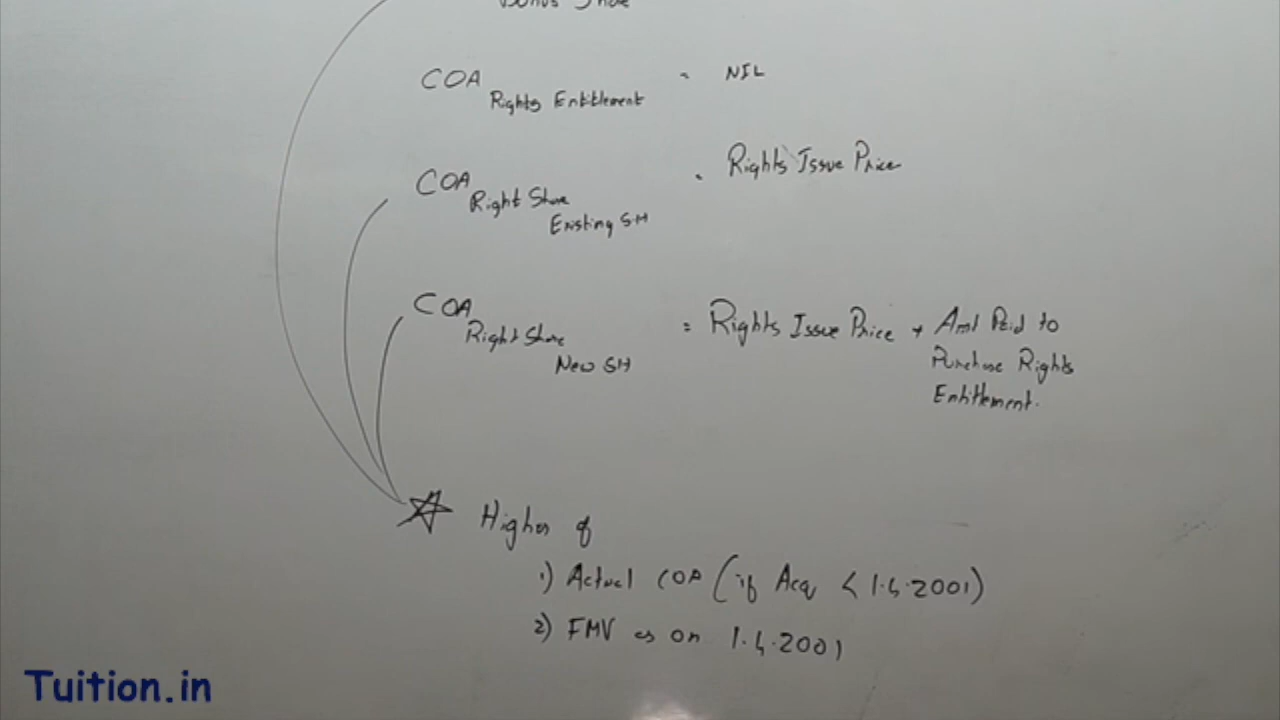 Bonus Share
COA Rights Entitlement = NIL
COA Right Share Existing SH = Rights Issue Price
COA Right Share New SH = Rights Issue Price + Amt Paid to
Purchase Rights
Entitlement.
Higher of
1) Actual COA (if Acq < 1.4.2001)
2) FMV as on 1.4.2001
Tuition.in